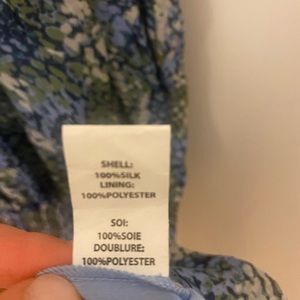 SHELL:
100%SILK
LINING:
100%POLYESTER
SOI:
100%SOIE
DOUBLURE:
100%POLYESTER